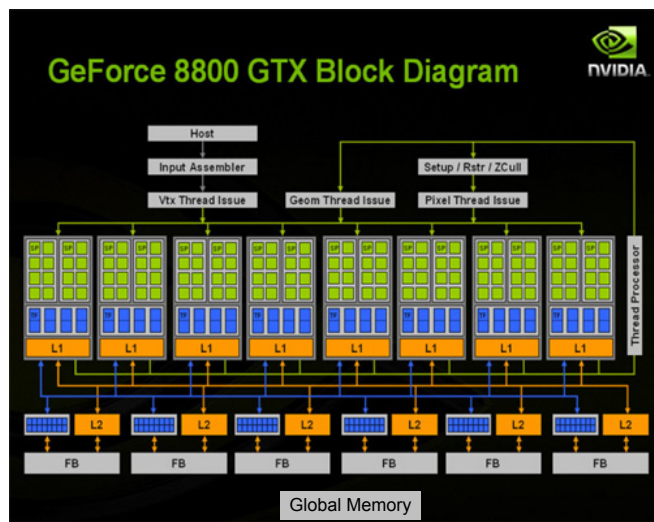 GeForce 8800 GTX Block Diagram
NVIDIA.
Host
Input Assembler
Setup / Rstr / ZCull
Vtx Thread Issue
Geom Thread Issue
Pixel Thread Issue
SP SP SP SP SP SP SP SP SP SP SP SP SP SP SP SP
Thread Processor
TF TF TF TF TF TF TF TF
L1 L1 L1 L1 L1 L1 L1 L1
L2 L2 L2 L2 L2 L2
FB FB FB FB FB FB
Global Memory